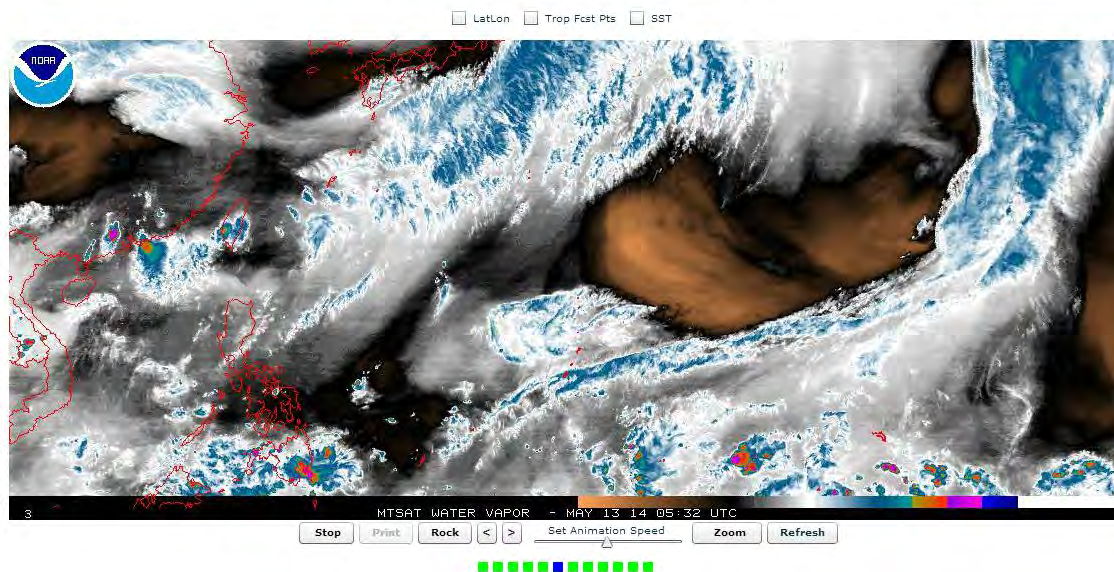 LatLon Trop Fcst Pts SST
NOAA
3 MTSAT WATER VAPOR - MAY 13 14 05:32 UTC
Stop Print Rock < > Set Animation Speed Zoom Refresh